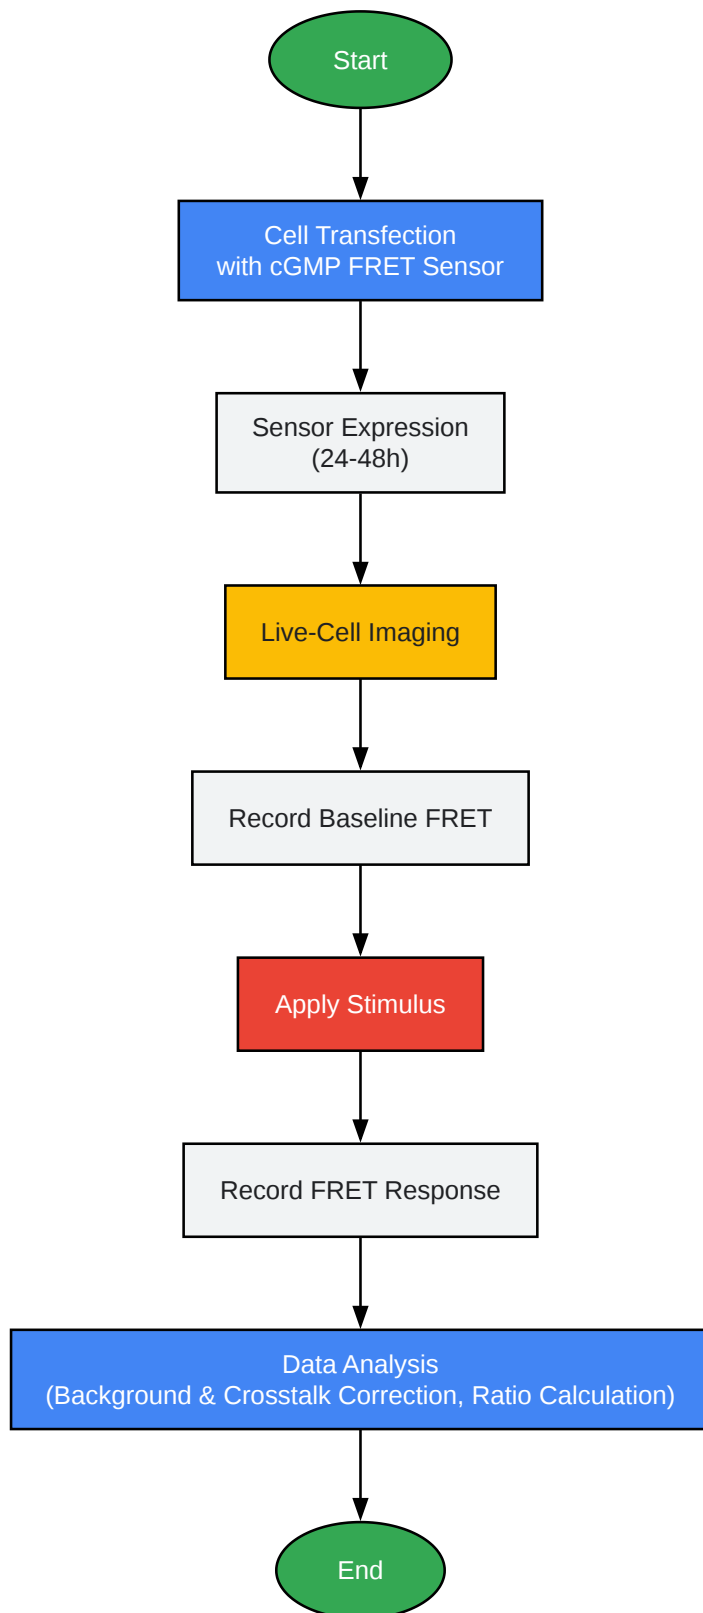 Start
Cell Transfection
with cGMP FRET Sensor
Sensor Expression
(24-48h)
Live-Cell Imaging
Record Baseline FRET
Apply Stimulus
Record FRET Response
Data Analysis
(Background & Crosstalk Correction, Ratio Calculation)
End